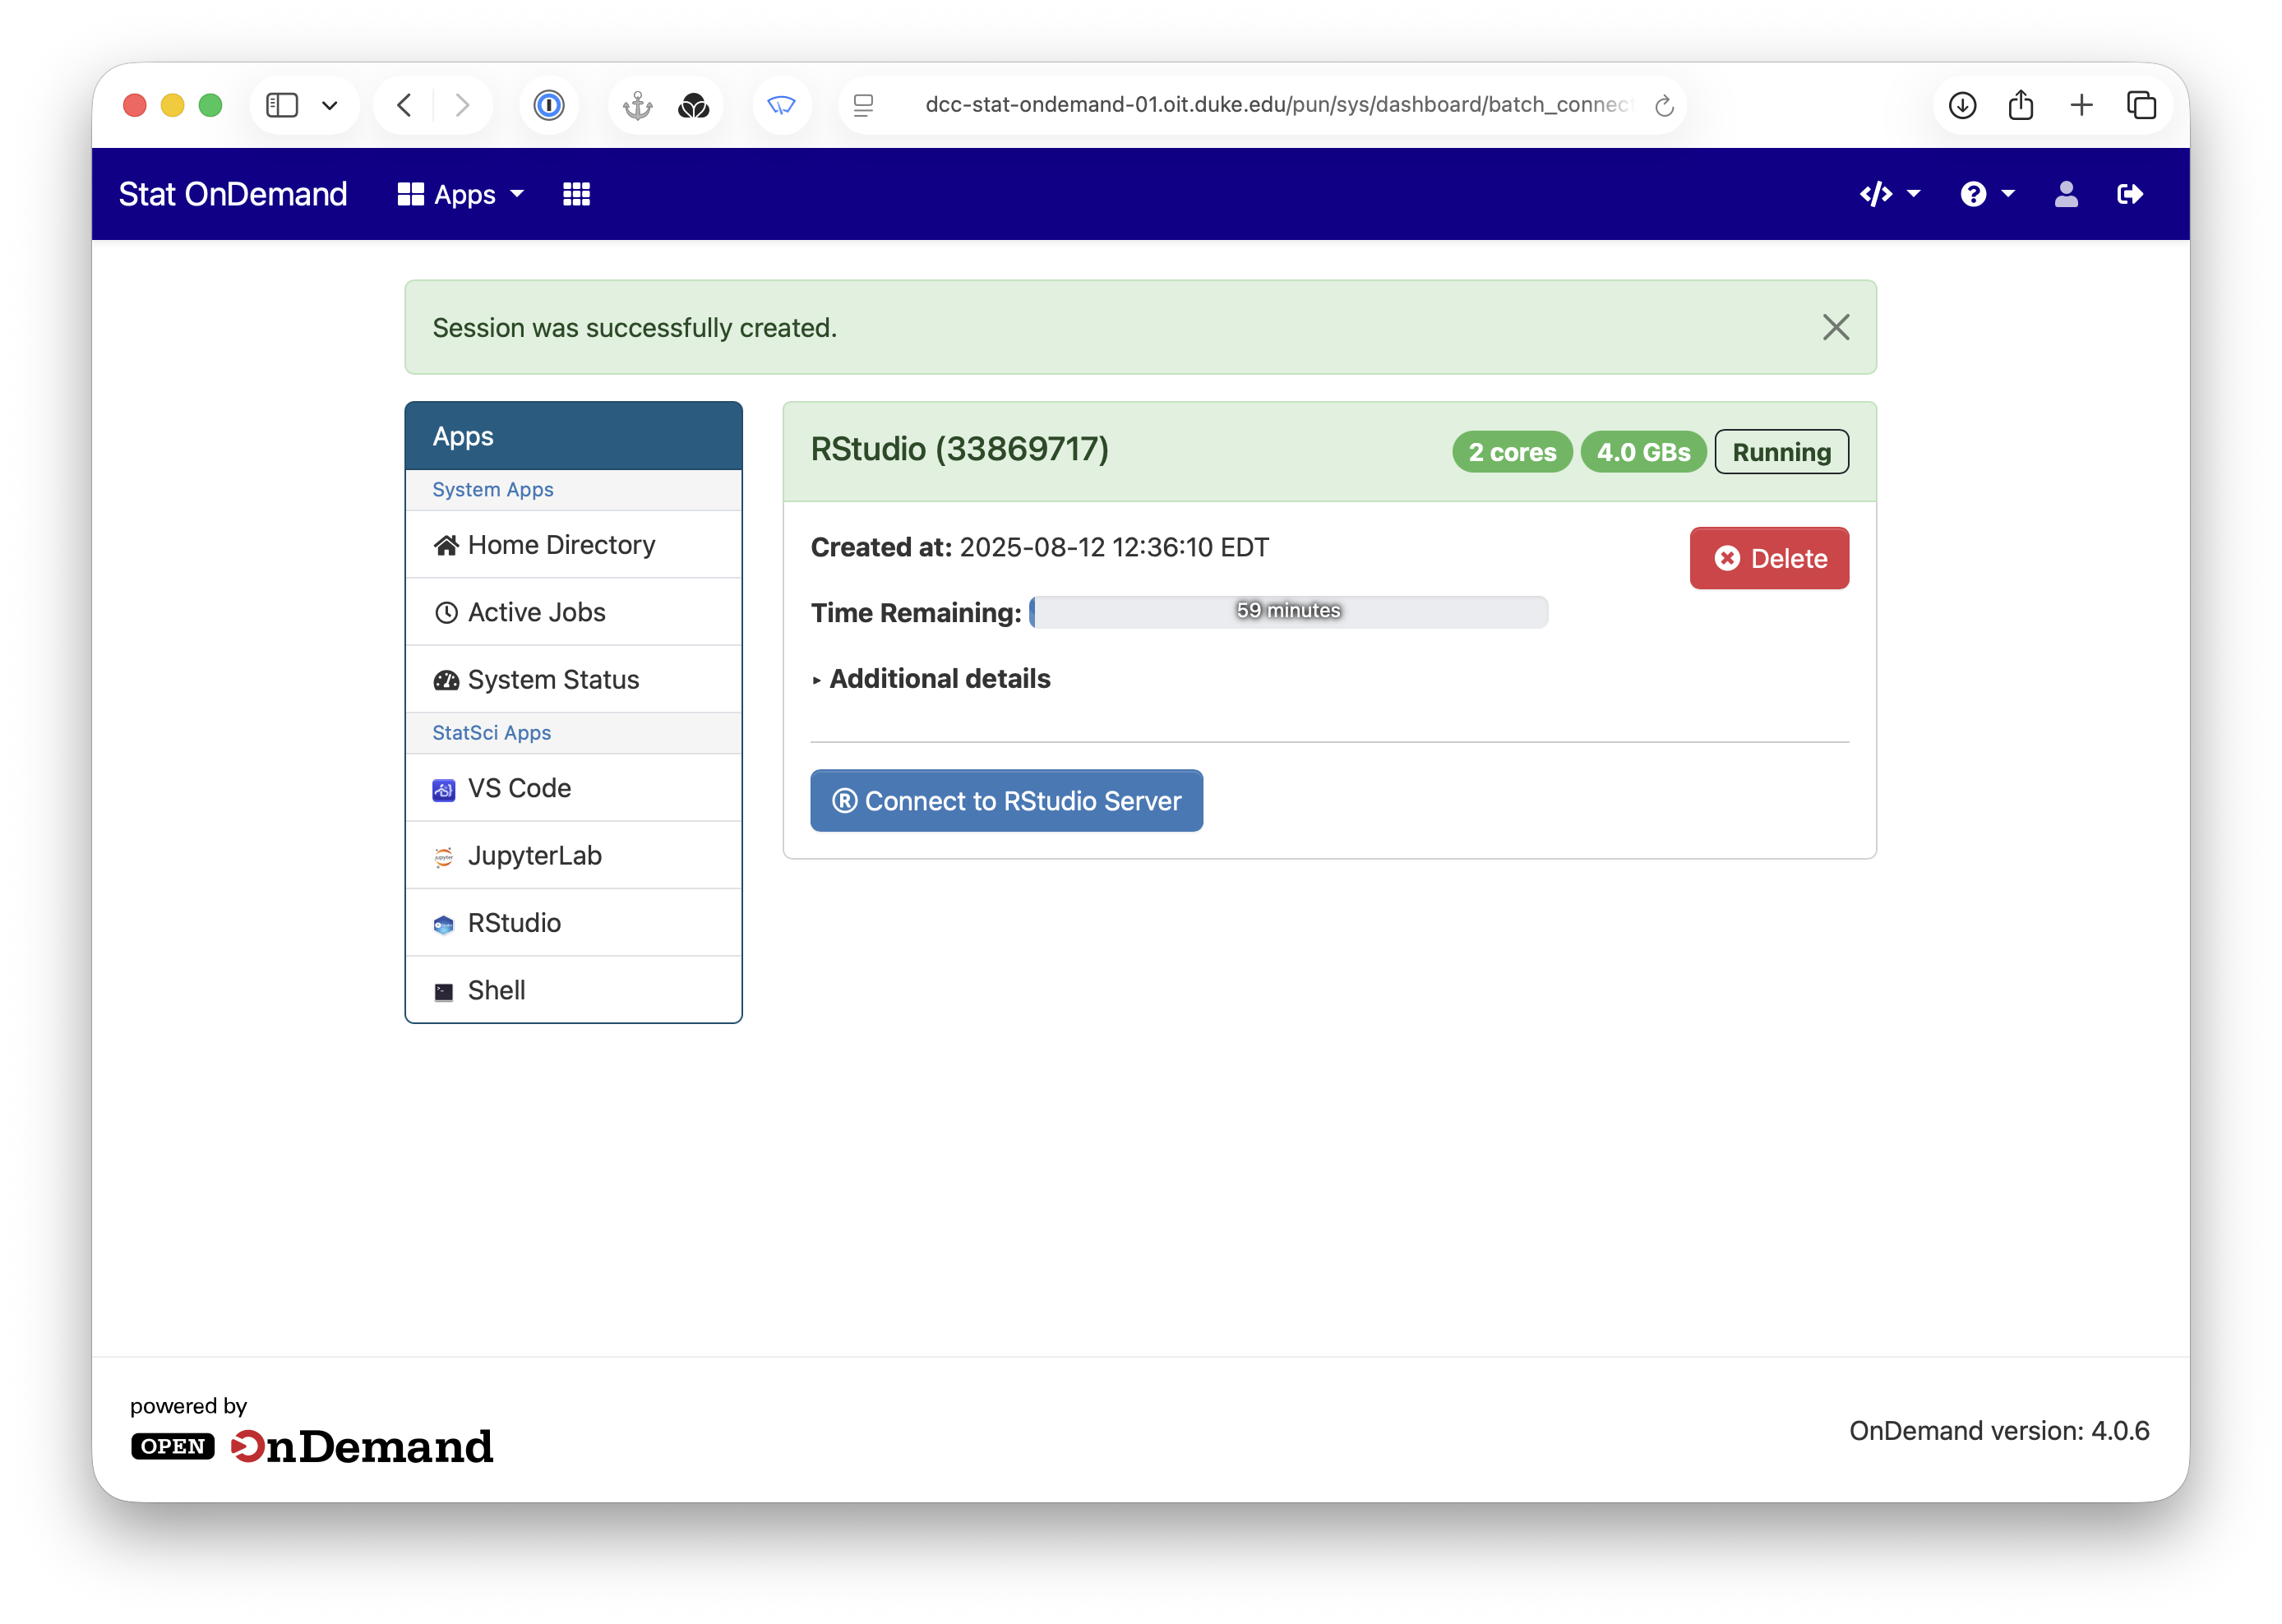 dcc-stat-ondemand-01.oit.duke.edu/pun/sys/dashboard/batch_connec
Stat OnDemand Apps
Session was successfully created.
Apps
System Apps
Home Directory
Active Jobs
System Status
StatSci Apps
VS Code
JupyterLab
RStudio
Shell
RStudio (33869717) 2 cores 4.0 GBs Running
Created at: 2025-08-12 12:36:10 EDT
Delete
Time Remaining: 59 minutes
Additional details
Connect to RStudio Server
powered by
OPEN OnDemand
OnDemand version: 4.0.6